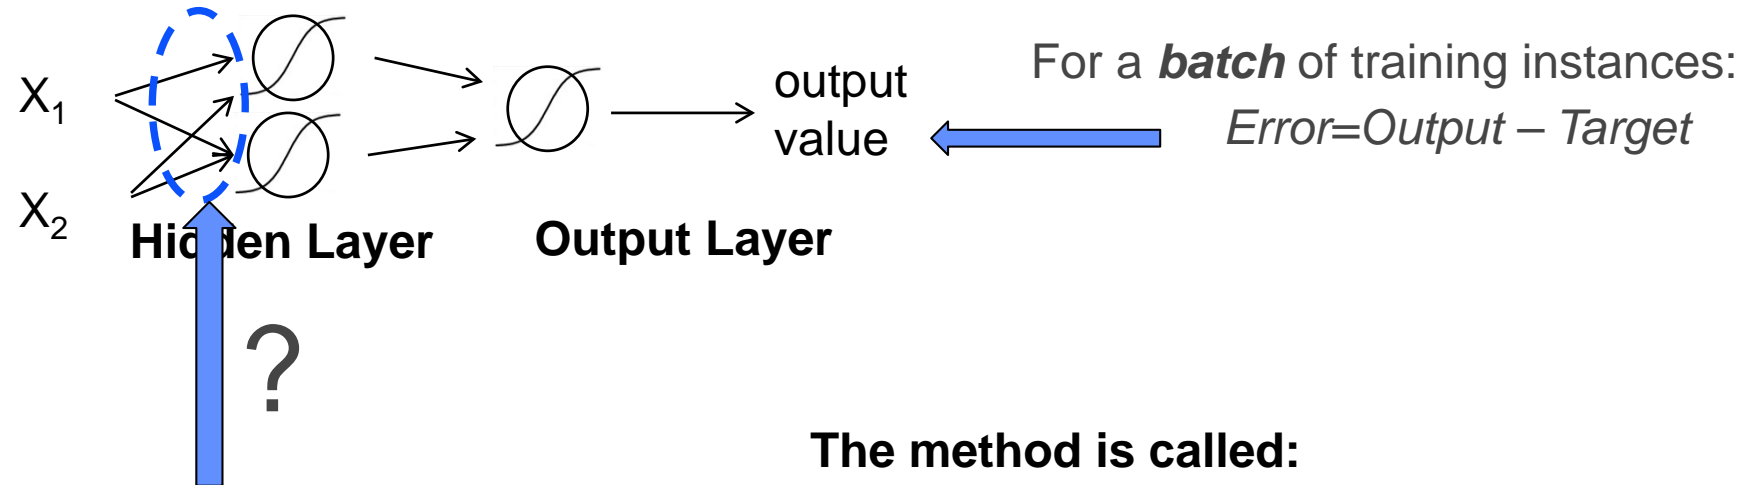 X₁
X₂
Hidden Layer
Output Layer
output
value
For a batch of training instances:
Error=Output – Target
?
The method is called: